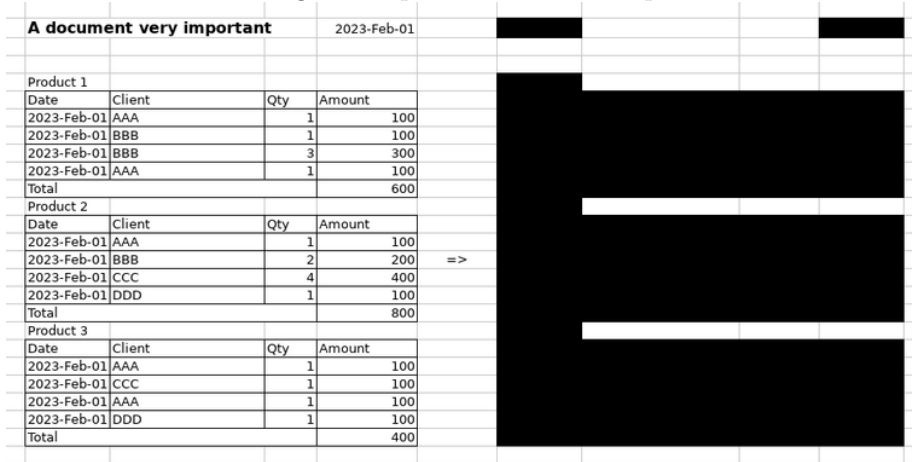 A document very important 2023-Feb-01
Product 1
Date Client Qty Amount
2023-Feb-01 AAA 1 100
2023-Feb-01 BBB 1 100
2023-Feb-01 BBB 3 300
2023-Feb-01 AAA 1 100
Total 600
Product 2
Date Client Qty Amount
2023-Feb-01 AAA 1 100
2023-Feb-01 BBB 2 200 =>
2023-Feb-01 CCC 4 400
2023-Feb-01 DDD 1 100
Total 800
Product 3
Date Client Qty Amount
2023-Feb-01 AAA 1 100
2023-Feb-01 CCC 1 100
2023-Feb-01 AAA 1 100
2023-Feb-01 DDD 1 100
Total 400